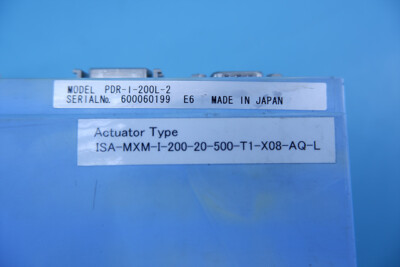 MODEL PDR-I-200L-2
SERIALNo. 600060199 E6 MADE IN JAPAN
Actuator Type
ISA-MXM-I-200-20-500-T1-X08-AQ-L